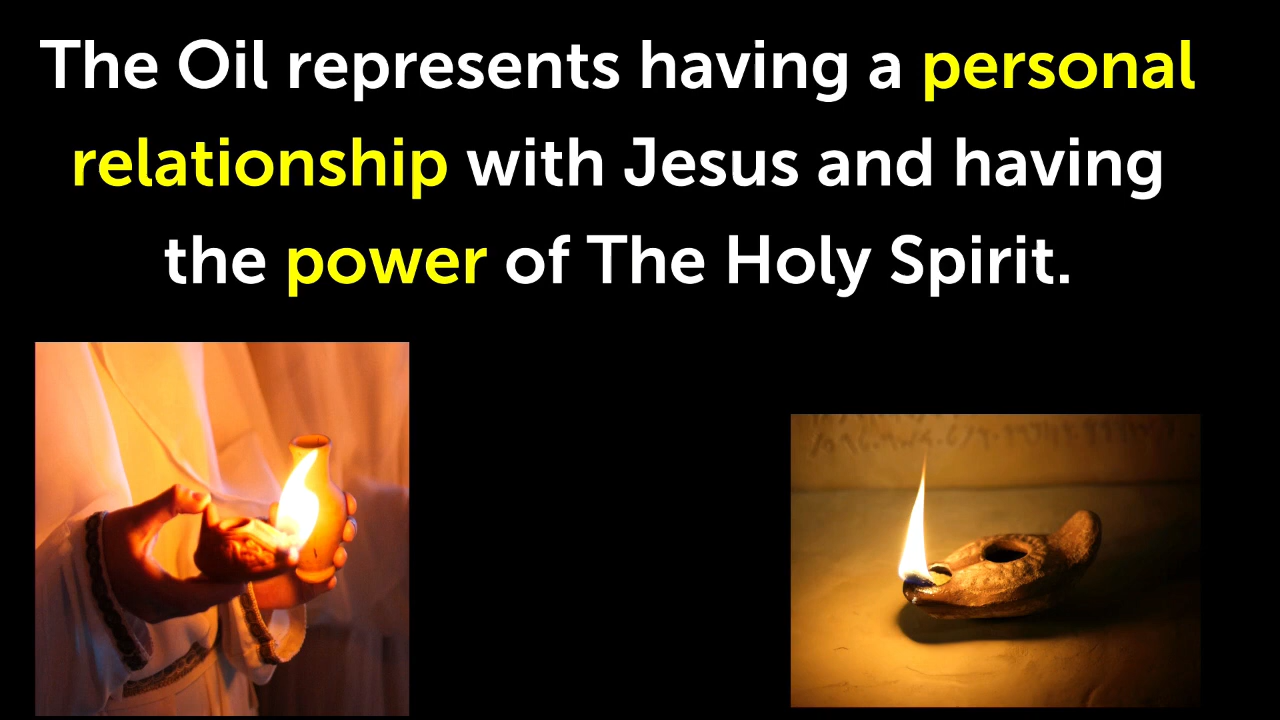 The Oil represents having a personal
relationship with Jesus and having
the power of The Holy Spirit.